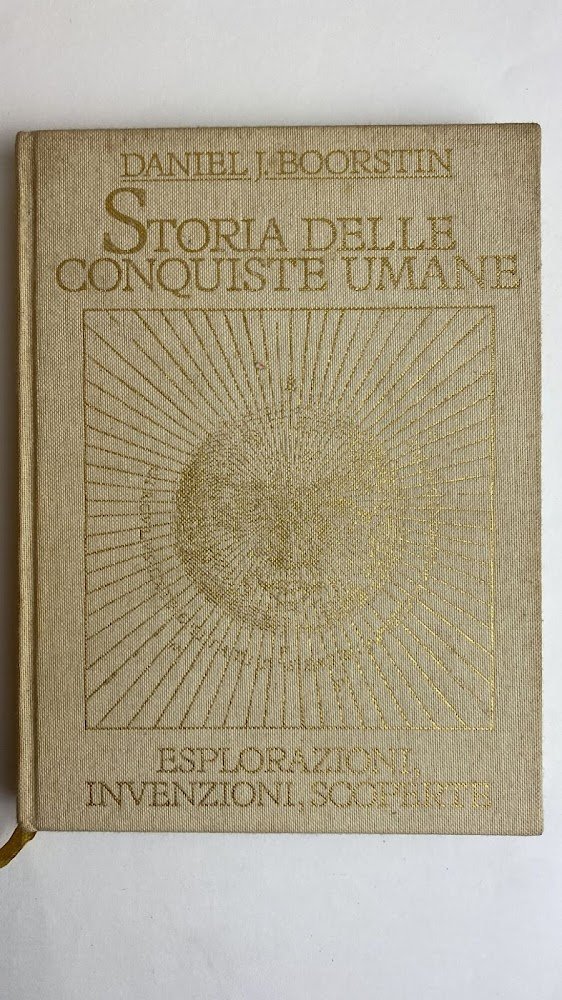 DANIEL J. BOORSTIN
STORIA DELLE
CONQUISTE UMANE
ESPLORAZIONI,
INVENZIONI, SCOPERTE